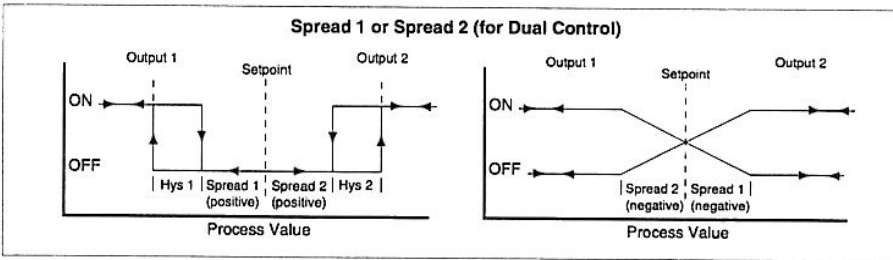 Spread 1 or Spread 2 (for Dual Control)
Output 1
Setpoint
Output 2
ON
OFF
Hys 1
Spread 1
(positive)
Spread 2
(positive)
Hys 2
Process Value
Output 1
Setpoint
Output 2
ON
OFF
Spread 2
(negative)
Spread 1
(negative)
Process Value